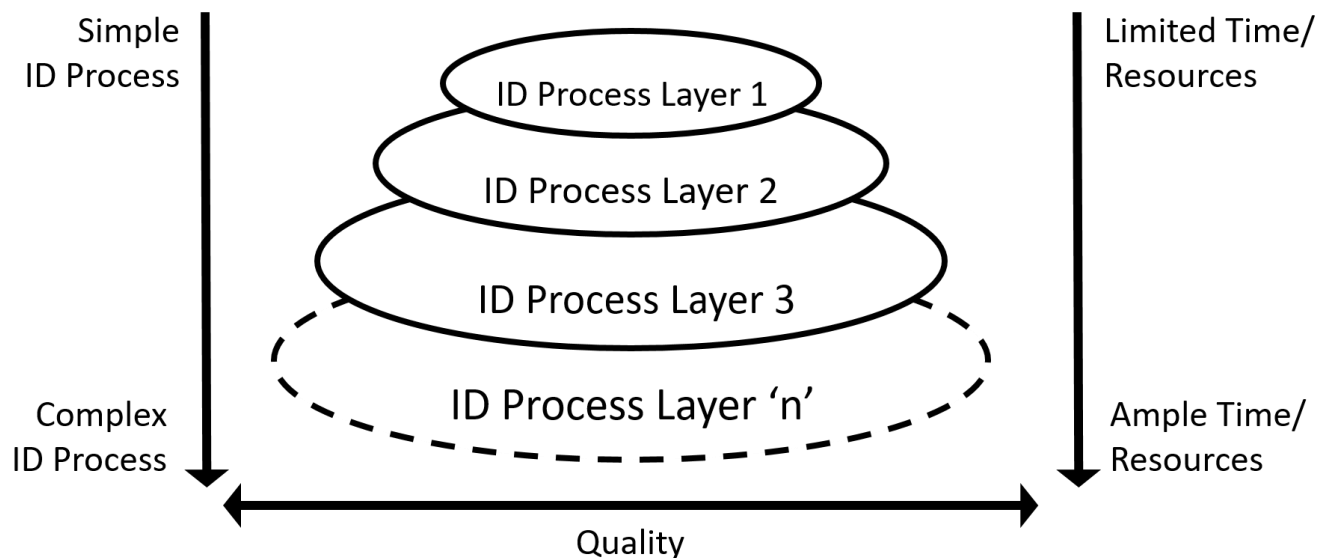 Simple
ID Process
Limited Time/
Resources
ID Process Layer 1
ID Process Layer 2
ID Process Layer 3
ID Process Layer ‘n’
Complex
ID Process
Ample Time/
Resources
Quality